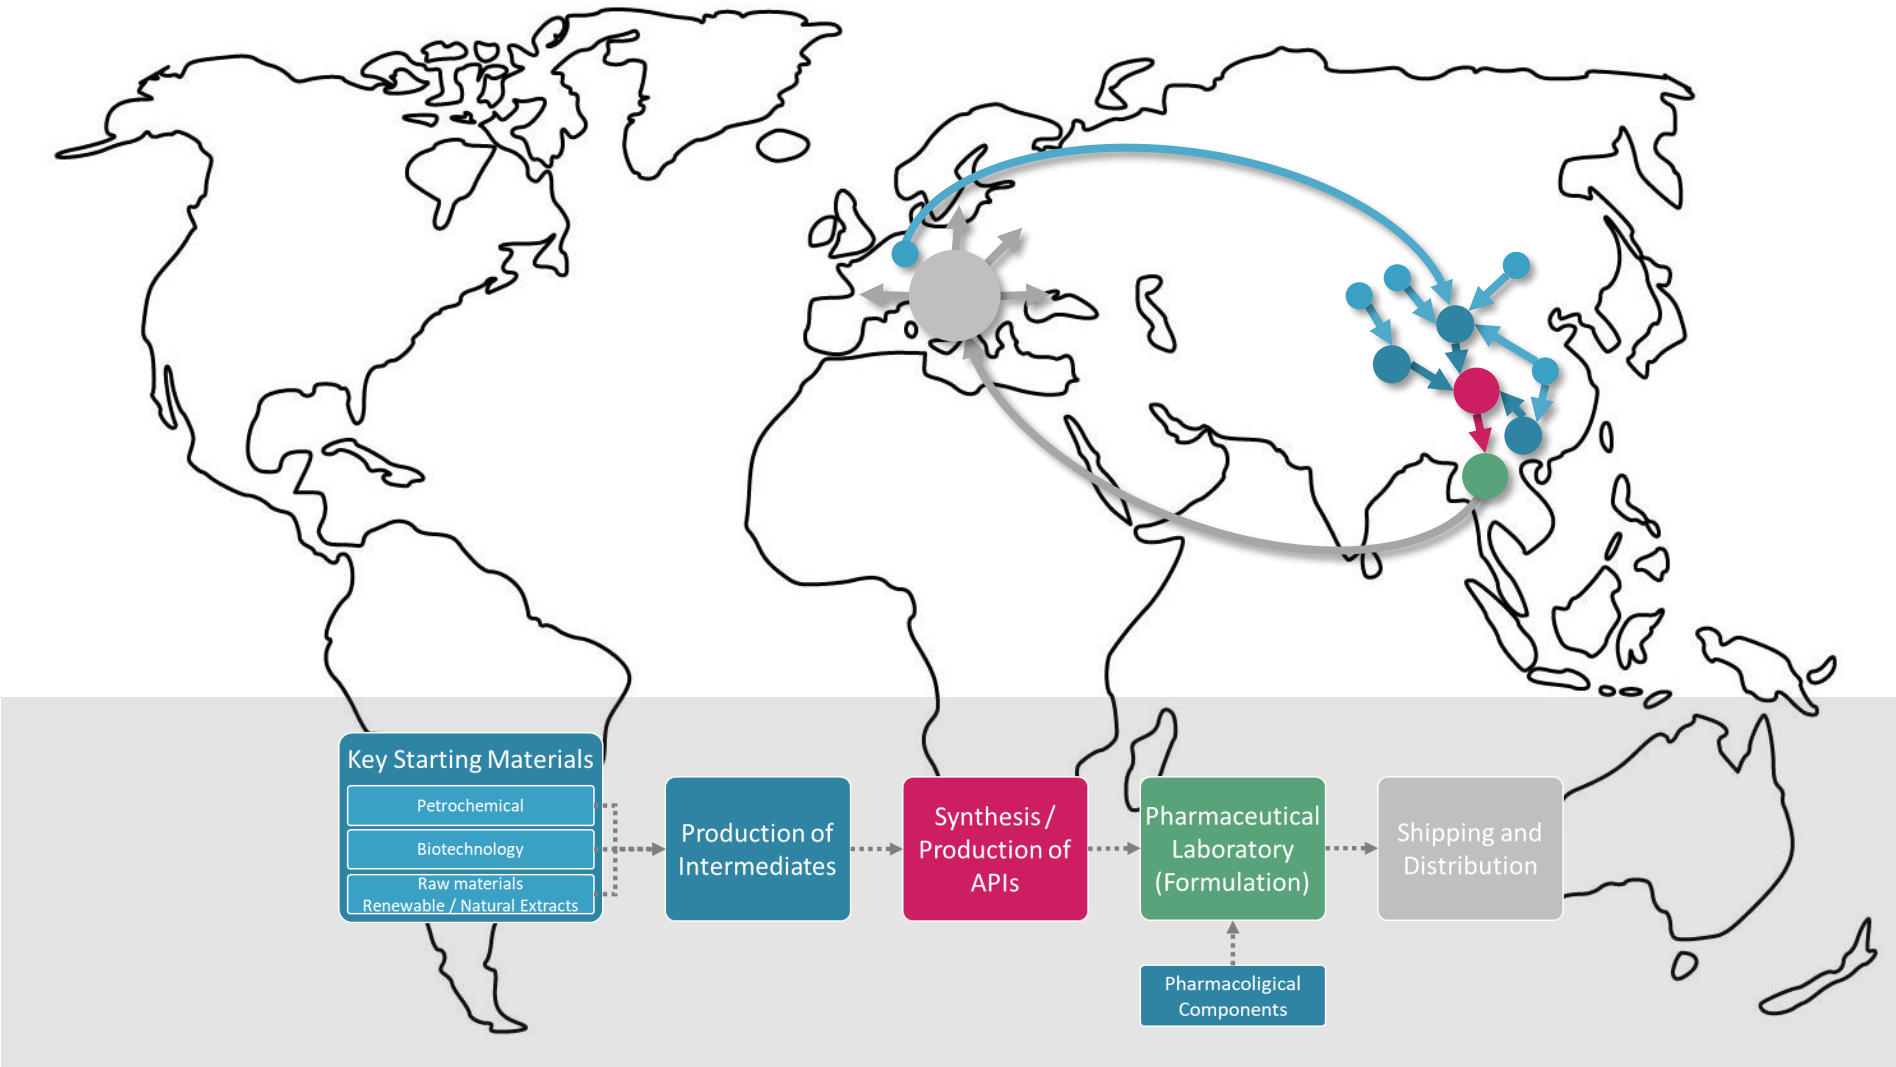 Key Starting Materials
Petrochemical
Biotechnology
Raw materials
Renewable / Natural Extracts
Production of
Intermediates
Synthesis /
Production of
APIs
Pharmaceutical
Laboratory
(Formulation)
Shipping and
Distribution
Pharmacoligical
Components